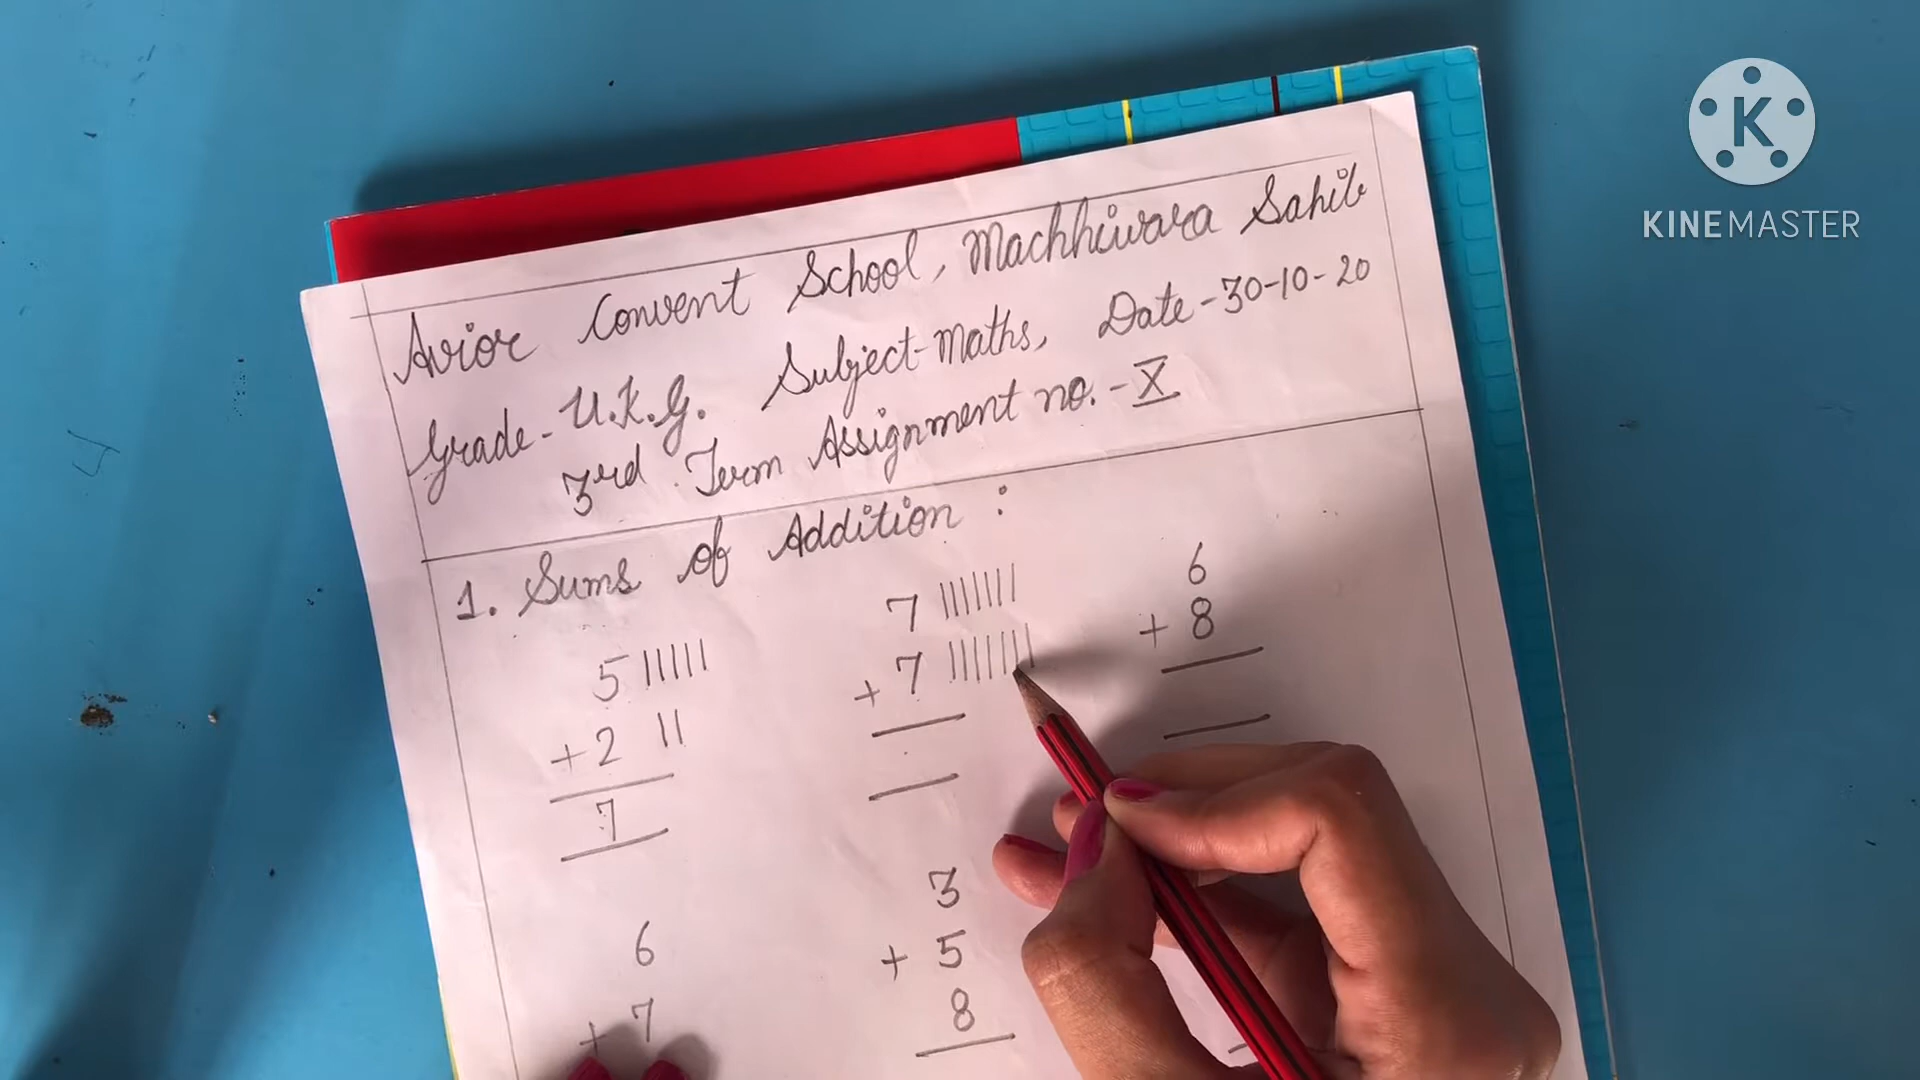 K
KINEMASTER
Avior Convent School, Machhiwara Sahib
Grade - U.K.G. Subject - Maths, Date - 30-10-20
3rd Term Assignment no. - X
1. Sums of Addition :
5 |||||
+ 2 ||
7
7 |||||||
+ 7 |||||||
6
+ 8
6
+ 7
3
+ 5
8